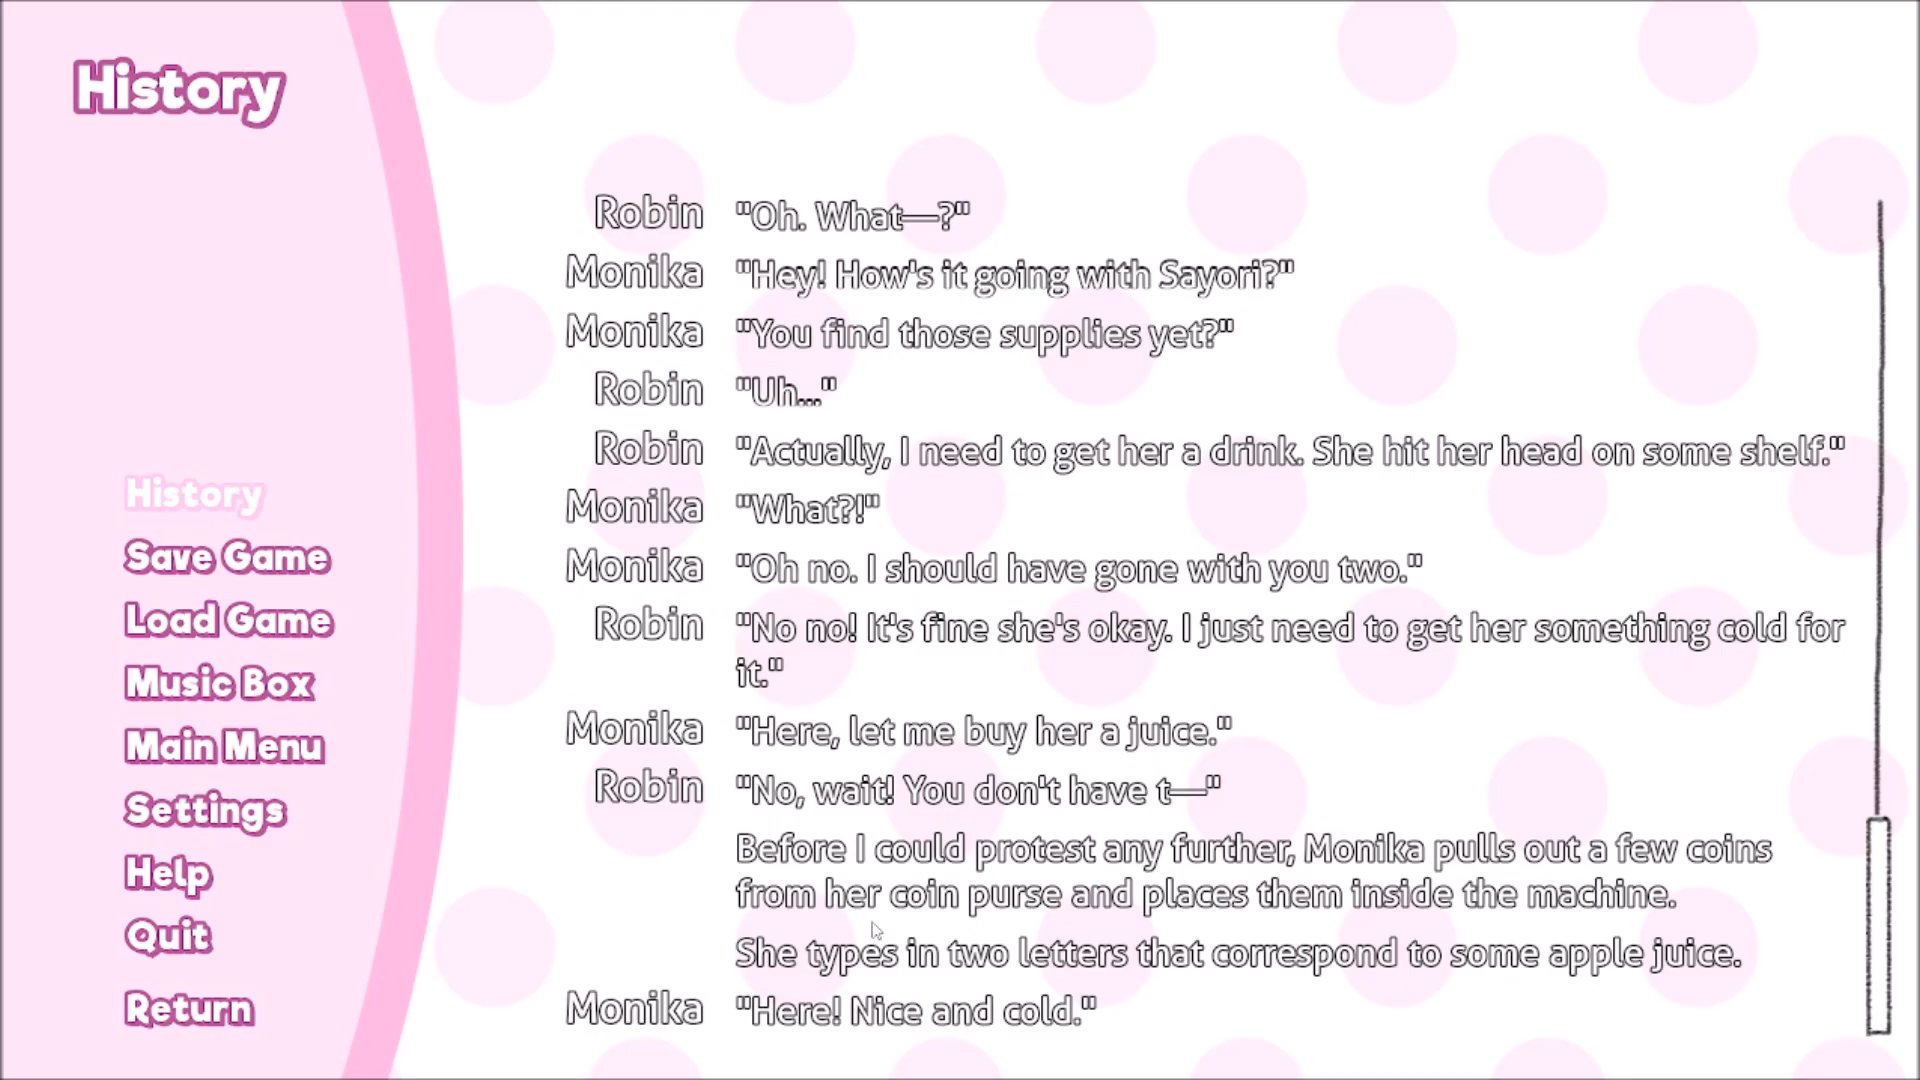 History
Robin "Oh. What—?"
Monika "Hey! How's it going with Sayori?"
Monika "You find those supplies yet?"
Robin "Uh..."
Robin "Actually, I need to get her a drink. She hit her head on some shelf."
Monika "What?!"
Monika "Oh no. I should have gone with you two."
Robin "No no! It's fine she's okay. I just need to get her something cold for
it."
Monika "Here, let me buy her a juice."
Robin "No, wait! You don't have t—"
Before I could protest any further, Monika pulls out a few coins
from her coin purse and places them inside the machine.
She types in two letters that correspond to some apple juice.
Monika "Here! Nice and cold."
History
Save Game
Load Game
Music Box
Main Menu
Settings
Help
Quit
Return